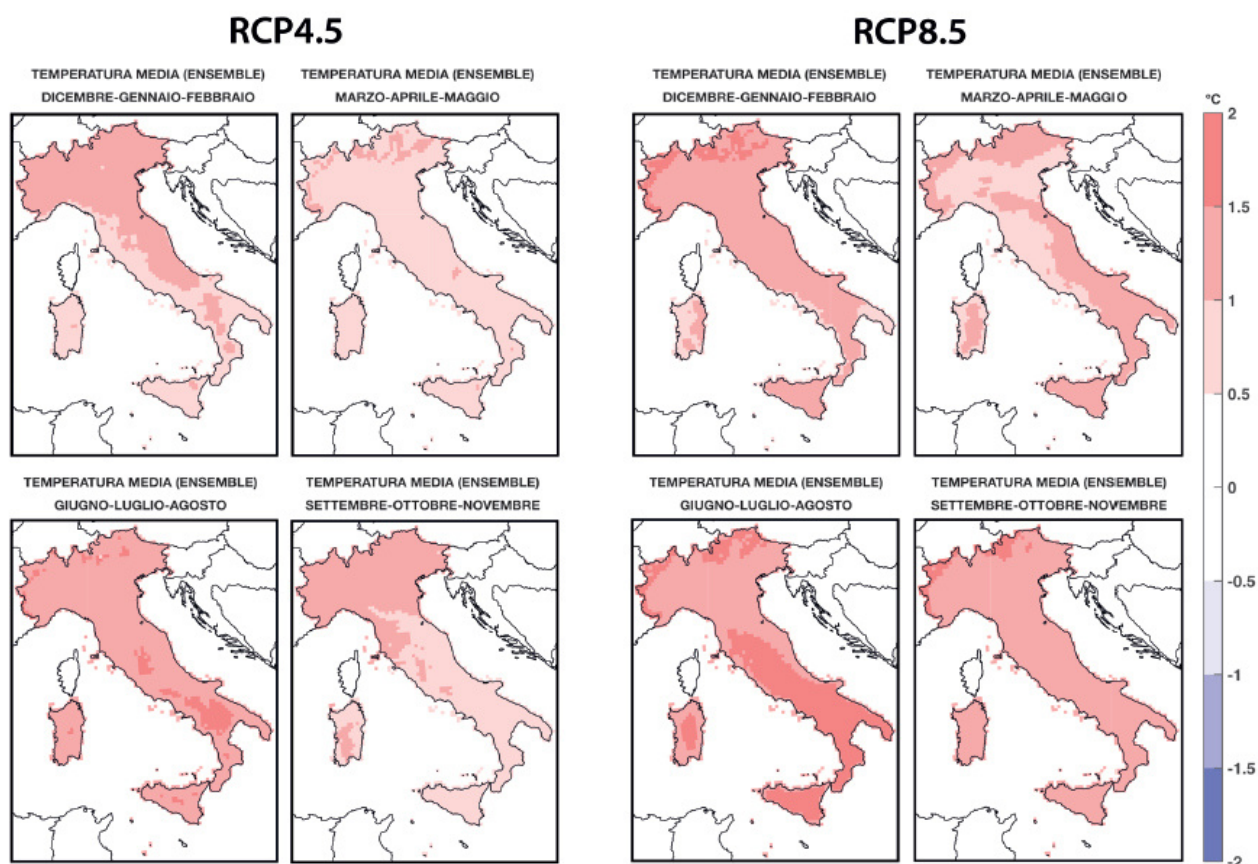 RCP4.5
RCP8.5
TEMPERATURA MEDIA (ENSEMBLE)
DICEMBRE-GENNAIO-FEBBRAIO
TEMPERATURA MEDIA (ENSEMBLE)
MARZO-APRILE-MAGGIO
TEMPERATURA MEDIA (ENSEMBLE)
DICEMBRE-GENNAIO-FEBBRAIO
TEMPERATURA MEDIA (ENSEMBLE)
MARZO-APRILE-MAGGIO
°C
2
1.5
1
0.5
0
-0.5
-1
-1.5
-2
TEMPERATURA MEDIA (ENSEMBLE)
GIUGNO-LUGLIO-AGOSTO
TEMPERATURA MEDIA (ENSEMBLE)
SETTEMBRE-OTTOBRE-NOVEMBRE
TEMPERATURA MEDIA (ENSEMBLE)
GIUGNO-LUGLIO-AGOSTO
TEMPERATURA MEDIA (ENSEMBLE)
SETTEMBRE-OTTOBRE-NOVEMBRE